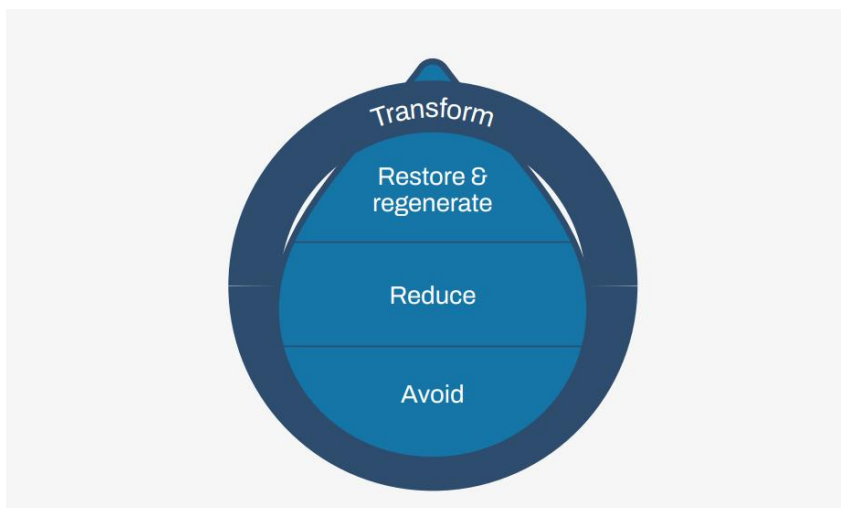 Transform
Restore &
regenerate
Reduce
Avoid